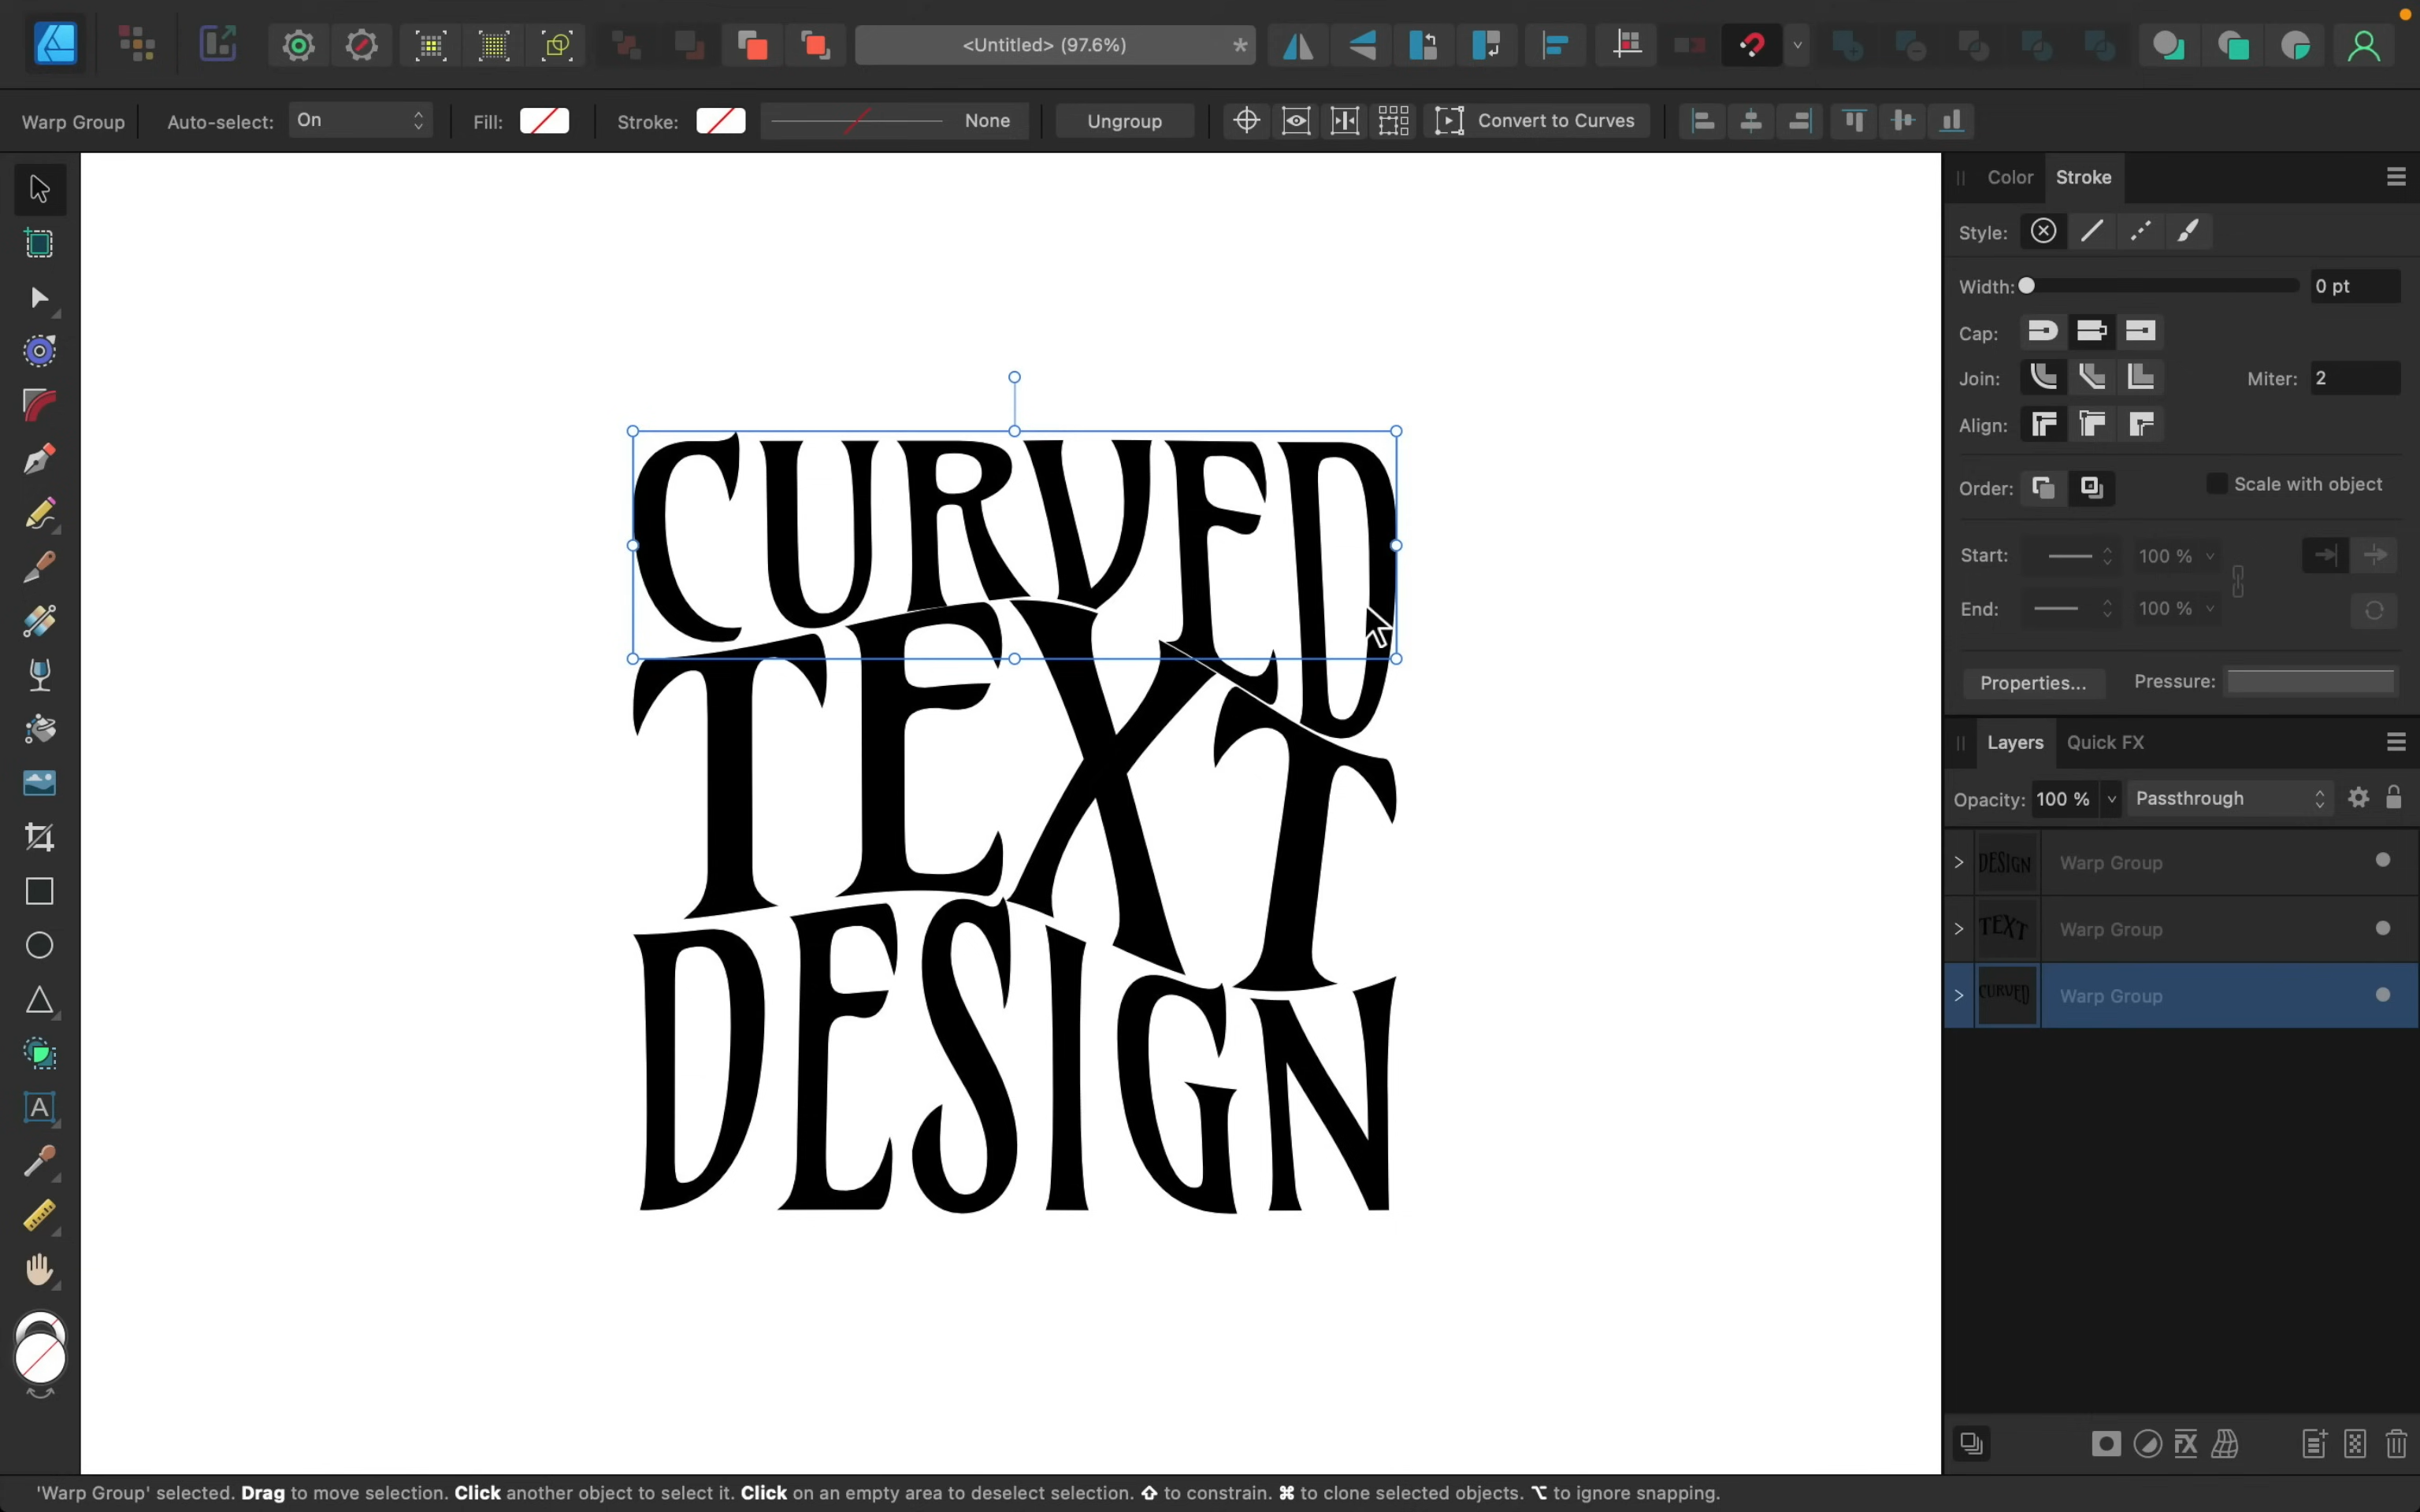 <Untitled> (97.6%)
*
Warp Group
Auto-select: On
Fill:
Stroke: None
Ungroup
Convert to Curves
Color Stroke
Style:
Width: 0 pt
Cap:
Join: Miter: 2
Align:
Order: Scale with object
Start: 100 %
End: 100 %
Properties... Pressure:
Layers Quick FX
Opacity: 100 % Passthrough
DESIGN Warp Group
TEXT Warp Group
CURVED Warp Group
CURVED
TEXT
DESIGN
A
FX
'Warp Group' selected. Drag to move selection. Click another object to select it. Click on an empty area to deselect selection. ⇧ to constrain. ⌘ to clone selected objects. ⌥ to ignore snapping.